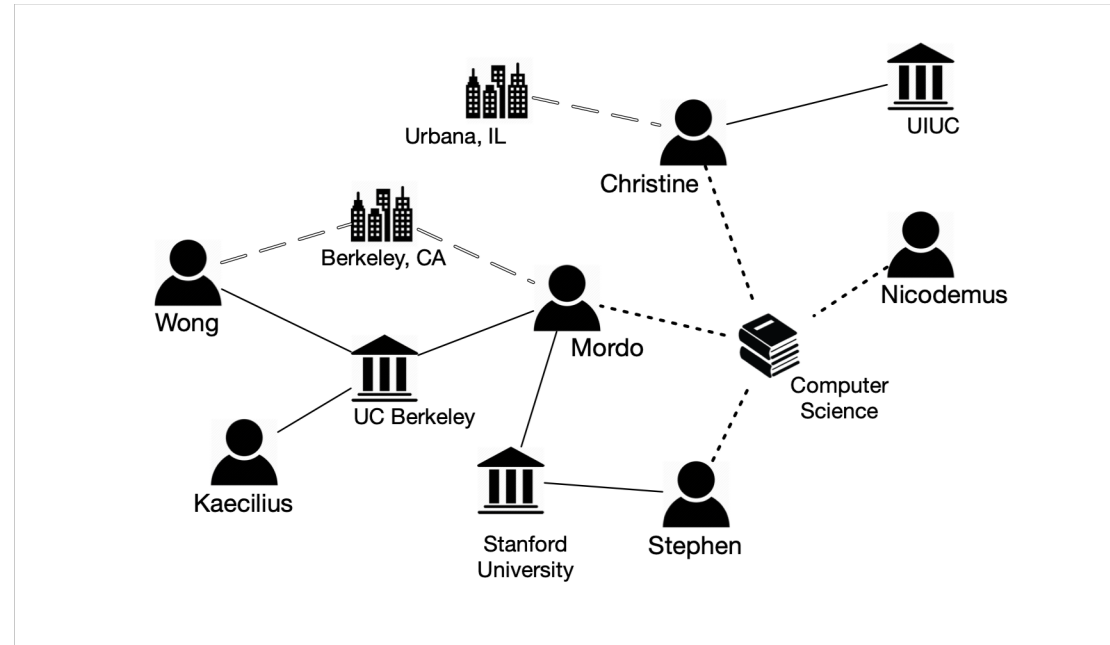 Urbana, IL
UIUC
Christine
Berkeley, CA
Nicodemus
Wong
Mordo
Computer
Science
UC Berkeley
Kaecilius
Stanford
University
Stephen